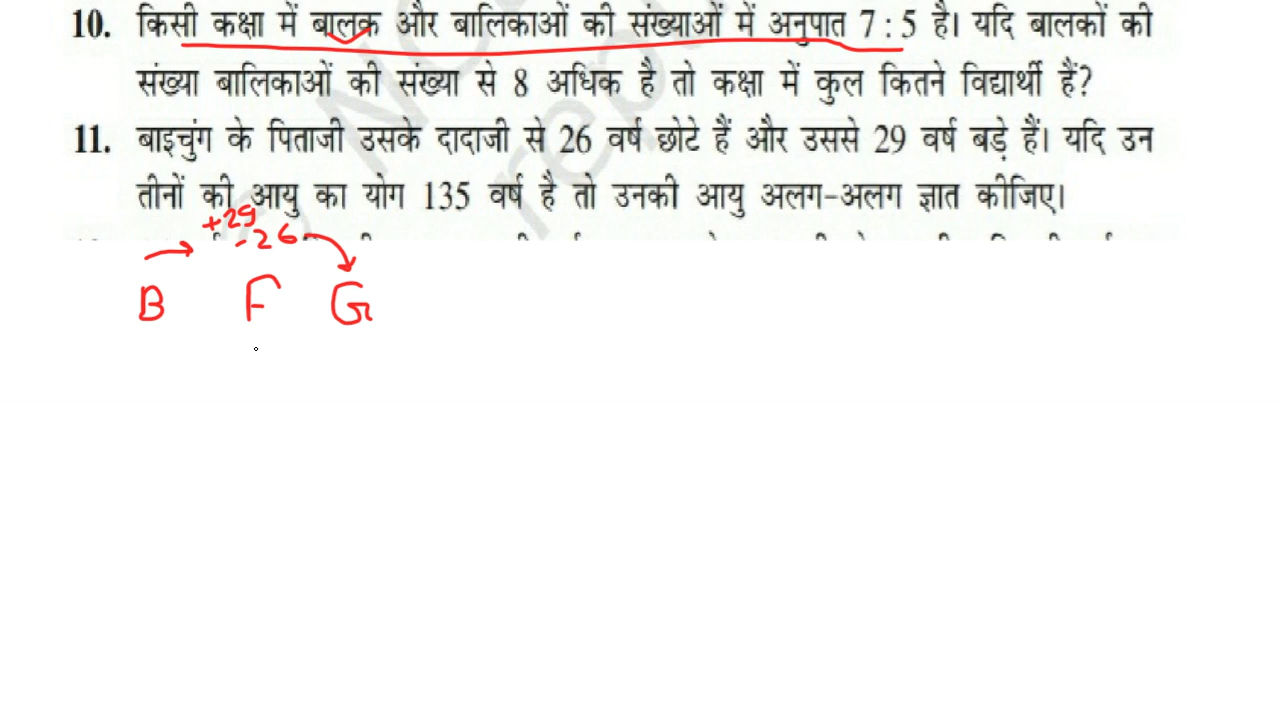 10. किसी कक्षा में बालक और बालिकाओं की संख्याओं में अनुपात 7 : 5 है। यदि बालकों की
संख्या बालिकाओं की संख्या से 8 अधिक है तो कक्षा में कुल कितने विद्यार्थी हैं?
11. बाइचुंग के पिताजी उसके दादाजी से 26 वर्ष छोटे हैं और उससे 29 वर्ष बड़े हैं। यदि उन
तीनों की आयु का योग 135 वर्ष है तो उनकी आयु अलग-अलग ज्ञात कीजिए।
+29
-26
B F G